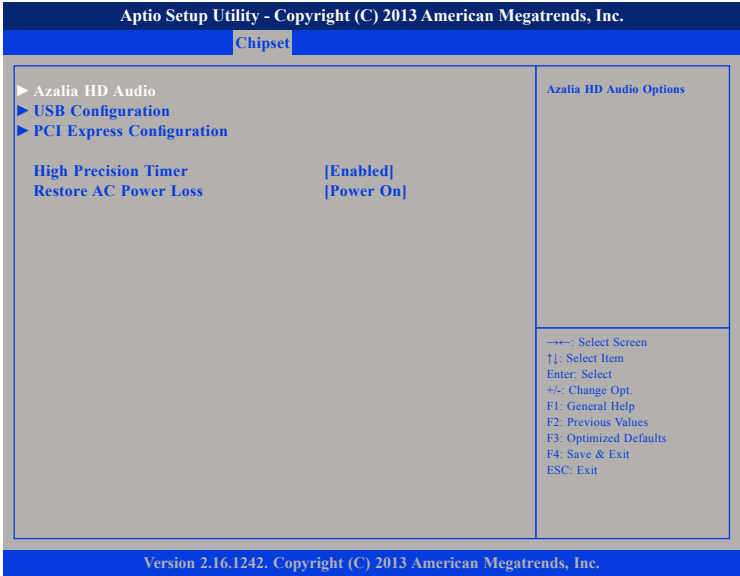 Aptio Setup Utility - Copyright (C) 2013 American Megatrends, Inc.
Chipset
► Azalia HD Audio
► USB Configuration
► PCI Express Configuration
High Precision Timer [Enabled]
Restore AC Power Loss [Power On]
Azalia HD Audio Options
→←: Select Screen
↑↓: Select Item
Enter: Select
+/-: Change Opt.
F1: General Help
F2: Previous Values
F3: Optimized Defaults
F4: Save & Exit
ESC: Exit
Version 2.16.1242. Copyright (C) 2013 American Megatrends, Inc.